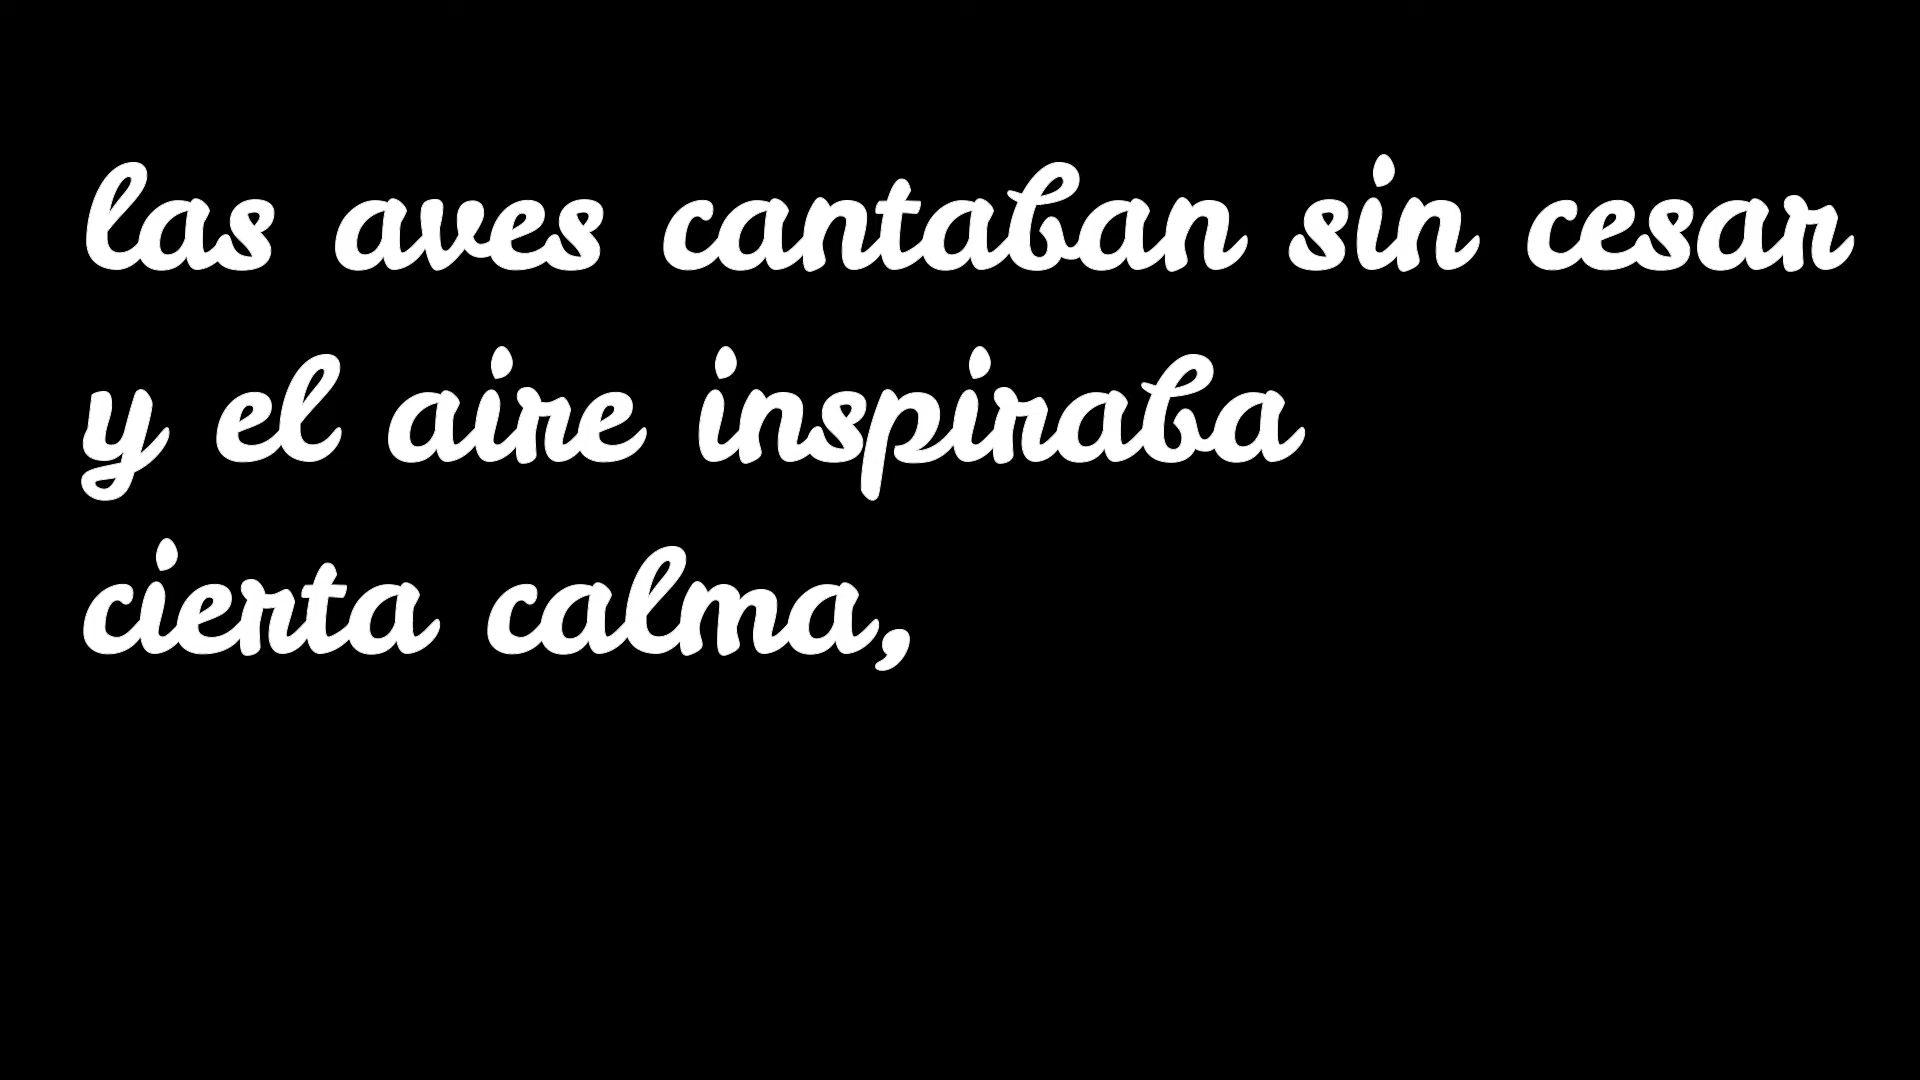 las aves cantaban sin cesar
y el aire inspiraba
cierta calma,